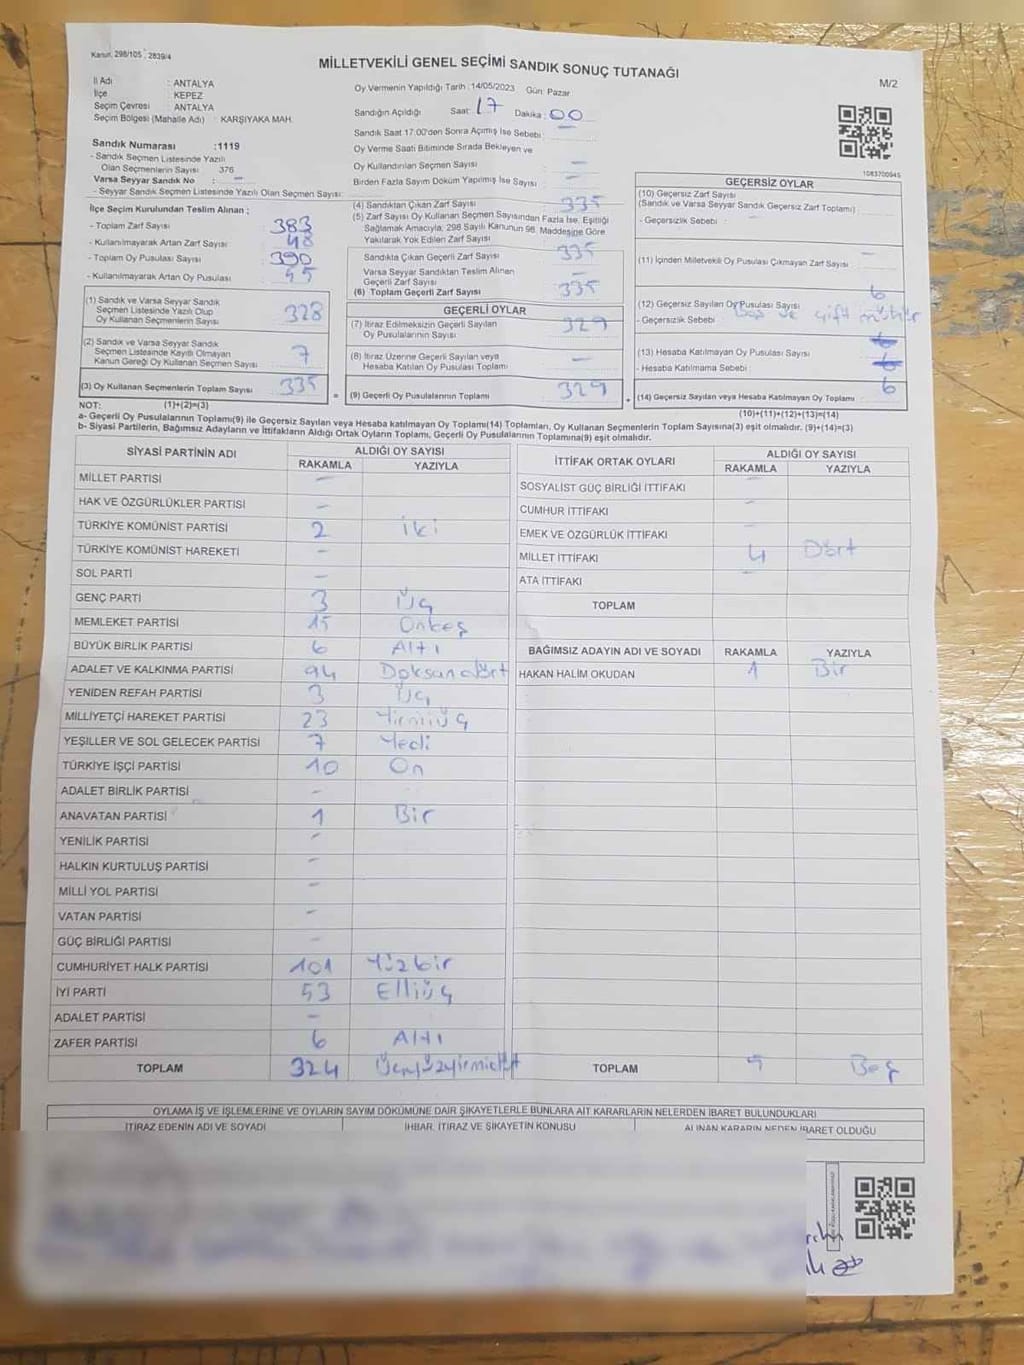 Kanun: 298/105 ; 2839/4
MİLLETVEKİLİ GENEL SEÇİMİ SANDIK SONUÇ TUTANAĞI
M/2
İl Adı : ANTALYA
İlçe : KEPEZ
Seçim Çevresi : ANTALYA
Seçim Bölgesi (Mahalle Adı) : KARŞIYAKA MAH.
Sandık Numarası :1119
- Sandık Seçmen Listesinde Yazılı
Olan Seçmenlerin Sayısı 376
Varsa Seyyar Sandık No : -
- Seyyar Sandık Seçmen Listesinde Yazılı Olan Seçmen Sayısı:
Oy Vermenin Yapıldığı Tarih :14/05/2023 Gün: Pazar
Sandığın Açıldığı Saat: 17 Dakika: 00
Sandık Saat 17:00'den Sonra Açılmış İse Sebebi: -
Oy Verme Saati Bitiminde Sırada Bekleyen ve
Oy Kullandırılan Seçmen Sayısı -
Birden Fazla Sayım Döküm Yapılmış İse Sayısı : -
1083700945
İlçe Seçim Kurulundan Teslim Alınan ;
- Toplam Zarf Sayısı : 383
- Kullanılmayarak Artan Zarf Sayısı : 48
- Toplam Oy Pusulası Sayısı : 390
- Kullanılmayarak Artan Oy Pusulası : 55
(1) Sandık ve Varsa Seyyar Sandık
Seçmen Listesinde Yazılı Olup
Oy Kullanan Seçmenlerin Sayısı 328
(2) Sandık ve Varsa Seyyar Sandık
Seçmen Listesinde Kayıtlı Olmayan
Kanun Gereği Oy Kullanan Seçmen Sayısı 7
(3) Oy Kullanan Seçmenlerin Toplam Sayısı 335
(4) Sandıktan Çıkan Zarf Sayısı 335
(5) Zarf Sayısı Oy Kullanan Seçmen Sayısından Fazla İse, Eşitliği
Sağlamak Amacıyla; 298 Sayılı Kanunun 98. Maddesine Göre
Yakılarak Yok Edilen Zarf Sayısı
Sandıkta Çıkan Geçerli Zarf Sayısı 335
Varsa Seyyar Sandıktan Teslim Alınan
Geçerli Zarf Sayısı -
(6) Toplam Geçerli Zarf Sayısı 335
GEÇERLİ OYLAR
(7) İtiraz Edilmeksizin Geçerli Sayılan
Oy Pusulalarının Sayısı 329
(8) İtiraz Üzerine Geçerli Sayılan veya
Hesaba Katılan Oy Pusulası Toplamı -
(9) Geçerli Oy Pusulalarının Toplamı 329
GEÇERSİZ OYLAR
(10) Geçersiz Zarf Sayısı
(Sandık ve Varsa Seyyar Sandık Geçersiz Zarf Toplamı)
- Geçersizlik Sebebi : -
(11) İçinden Milletvekili Oy Pusulası Çıkmayan Zarf Sayısı -
(12) Geçersiz Sayılan Oy Pusulası Sayısı 6
- Geçersizlik Sebebi Boş ve çift mühür
(13) Hesaba Katılmayan Oy Pusulası Sayısı
- Hesaba Katılmama Sebebi :
(14) Geçersiz Sayılan veya Hesaba Katılmayan Oy Toplamı 6
NOT: (1)+(2)=(3)
(10)+(11)+(12)+(13)=(14)
a- Geçerli Oy Pusulalarının Toplamı(9) ile Geçersiz Sayılan veya Hesaba katılmayan Oy Toplamı(14) Toplamları, Oy Kullanan Seçmenlerin Toplam Sayısına(3) eşit olmalıdır. (9)+(14)=(3)
b- Siyasi Partilerin, Bağımsız Adayların ve İttifakların Aldığı Ortak Oyların Toplamı, Geçerli Oy Pusulalarının Toplamına(9) eşit olmalıdır.
SİYASİ PARTİNİN ADI ALDIĞI OY SAYISI
RAKAMLA YAZIYLA
MİLLET PARTİSİ -
HAK VE ÖZGÜRLÜKLER PARTİSİ -
TÜRKİYE KOMÜNİST PARTİSİ 2 İki
TÜRKİYE KOMÜNİST HAREKETİ -
SOL PARTİ -
GENÇ PARTİ 3 Üç
MEMLEKET PARTİSİ 15 Onbeş
BÜYÜK BİRLİK PARTİSİ 6 Altı
ADALET VE KALKINMA PARTİSİ 94 Doksandört
YENİDEN REFAH PARTİSİ 3 Üç
MİLLİYETÇİ HAREKET PARTİSİ 23 Yirmiüç
YEŞİLLER VE SOL GELECEK PARTİSİ 7 Yedi
TÜRKİYE İŞÇİ PARTİSİ 10 On
ADALET BİRLİK PARTİSİ -
ANAVATAN PARTİSİ 1 Bir
YENİLİK PARTİSİ -
HALKIN KURTULUŞ PARTİSİ -
MİLLİ YOL PARTİSİ -
VATAN PARTİSİ -
GÜÇ BİRLİĞİ PARTİSİ -
CUMHURİYET HALK PARTİSİ 101 Yüzbir
İYİ PARTİ 53 Elliüç
ADALET PARTİSİ -
ZAFER PARTİSİ 6 Altı
TOPLAM 324
İTTİFAK ORTAK OYLARI ALDIĞI OY SAYISI
RAKAMLA YAZIYLA
SOSYALİST GÜÇ BİRLİĞİ İTTİFAKI -
CUMHUR İTTİFAKI -
EMEK VE ÖZGÜRLÜK İTTİFAKI -
MİLLET İTTİFAKI 4 Dört
ATA İTTİFAKI -
TOPLAM
BAĞIMSIZ ADAYIN ADI VE SOYADI RAKAMLA YAZIYLA
HAKAN HALİM OKUDAN 1 Bir
TOPLAM 5 Beş
OYLAMA İŞ VE İŞLEMLERİNE VE OYLARIN SAYIM DÖKÜMÜNE DAİR ŞİKAYETLERLE BUNLARA AİT KARARLARIN NELERDEN İBARET BULUNDUKLARI
İTİRAZ EDENİN ADI VE SOYADI İHBAR, İTİRAZ VE ŞİKAYETİN KONUSU ALINAN KARARIN NEDEN İBARET OLDUĞU